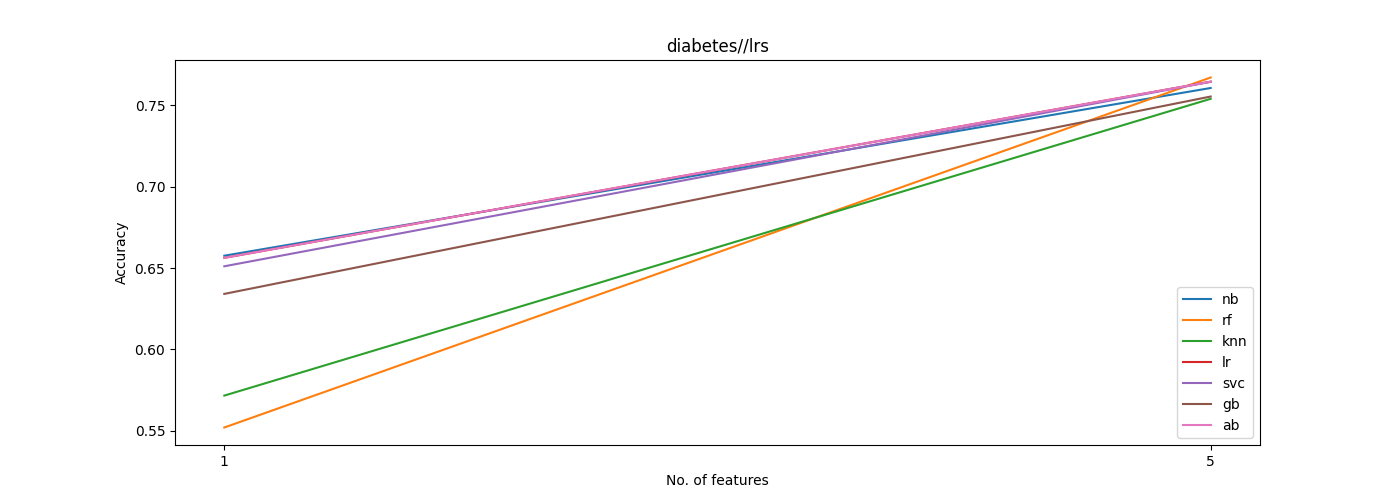 diabetes//lrs
Accuracy
0.75
0.70
0.65
0.60
0.55
1
5
No. of features
nb
rf
knn
lr
svc
gb
ab